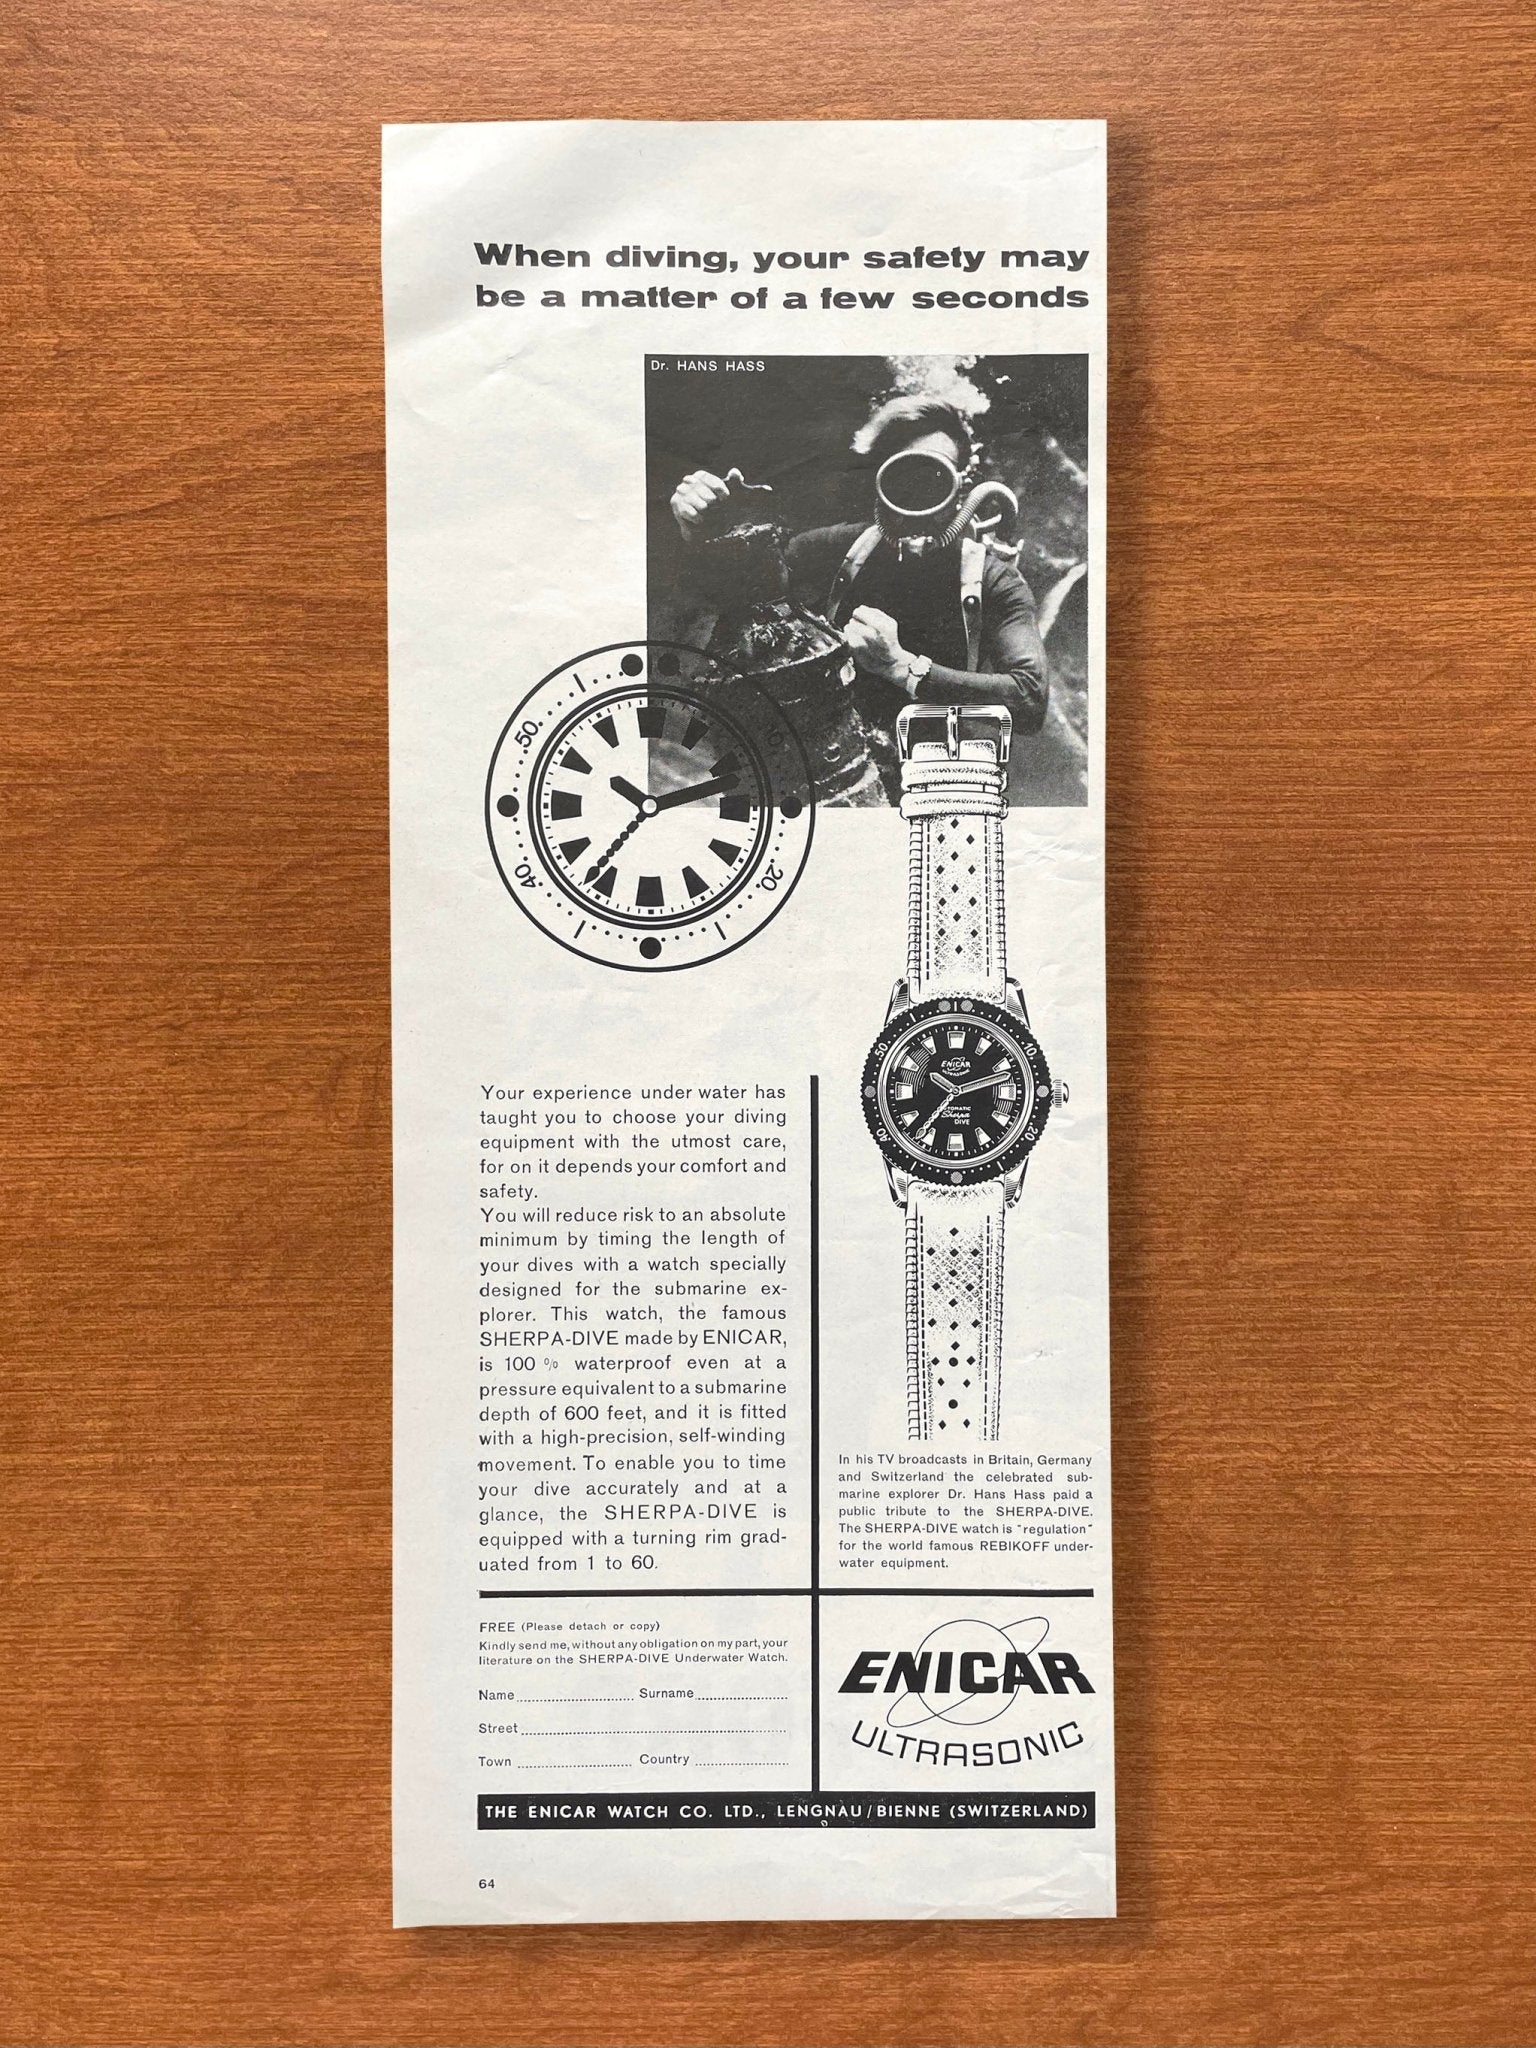 When diving, your safety may
be a matter of a few seconds
Dr. HANS HASS
50
10
40
20
Your experience under water has
taught you to choose your diving
equipment with the utmost care,
for on it depends your comfort and
safety.
You will reduce risk to an absolute
minimum by timing the length of
your dives with a watch specially
designed for the submarine ex-
plorer. This watch, the famous
SHERPA-DIVE made by ENICAR,
is 100 % waterproof even at a
pressure equivalent to a submarine
depth of 600 feet, and it is fitted
with a high-precision, self-winding
movement. To enable you to time
your dive accurately and at a
glance, the SHERPA-DIVE is
equipped with a turning rim grad-
uated from 1 to 60.
50
10
ENICAR
ULTRASONIC
AUTOMATIC
Sherpa
DIVE
40
20
In his TV broadcasts in Britain, Germany
and Switzerland the celebrated sub-
marine explorer Dr. Hans Hass paid a
public tribute to the SHERPA-DIVE.
The SHERPA-DIVE watch is "regulation"
for the world famous REBIKOFF under-
water equipment.
FREE (Please detach or copy)
Kindly send me, without any obligation on my part, your
literature on the SHERPA-DIVE Underwater Watch.
Name Surname
Street
Town Country
ENICAR
ULTRASONIC
THE ENICAR WATCH CO. LTD., LENGNAU / BIENNE (SWITZERLAND)
64